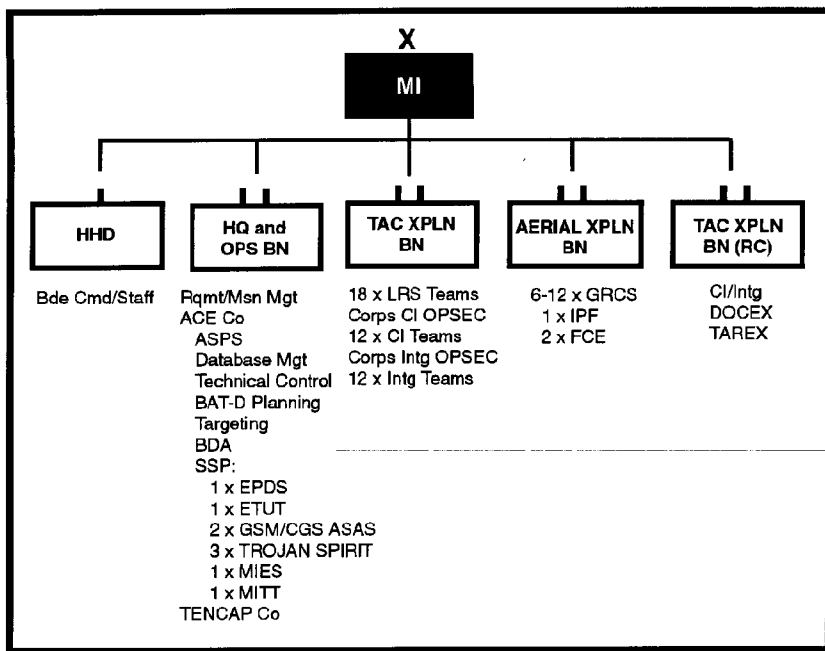 X
MI
HHD
Bde Cmd/Staff
HQ and
OPS BN
Rqmt/Msn Mgt
ACE Co
ASPS
Database Mgt
Technical Control
BAT-D Planning
Targeting
BDA
SSP:
1 x EPDS
1 x ETUT
2 x GSM/CGS ASAS
3 x TROJAN SPIRIT
1 x MIES
1 x MITT
TENCAP Co
TAC XPLN
BN
18 x LRS Teams
Corps CI OPSEC
12 x CI Teams
Corps Intg OPSEC
12 x Intg Teams
AERIAL XPLN
BN
6-12 x GRCS
1 x IPF
2 x FCE
TAC XPLN
BN (RC)
CI/Intg
DOCEX
TAREX